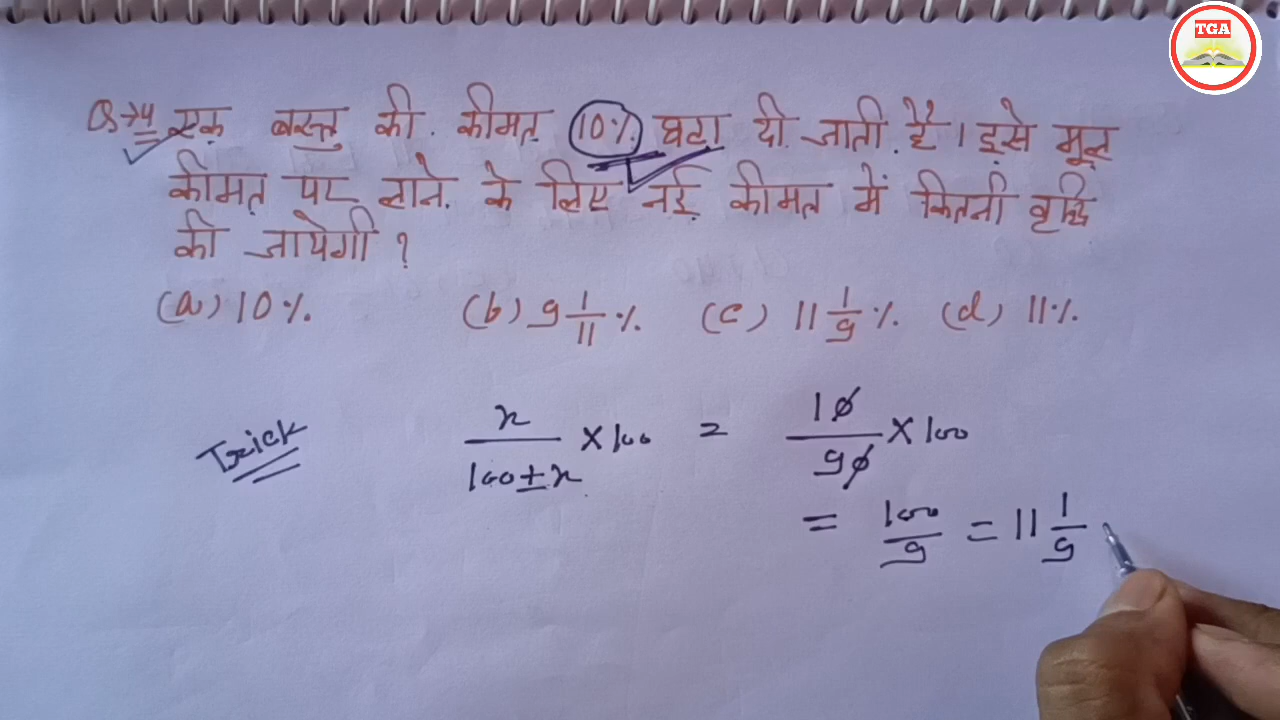 TGA
Q→4 एक बस्तु की कीमत 10% घटा दी जाती है। इसे मूल
कीमत पर लाने के लिए नई कीमत में कितनी वृद्धि
की जायेगी ?
(a) 10% (b) 9 1/11 % (c) 11 1/9 % (d) 11%
Trick x/(100±x) × 100 = 10/90 × 100
= 100/9 = 11 1/9